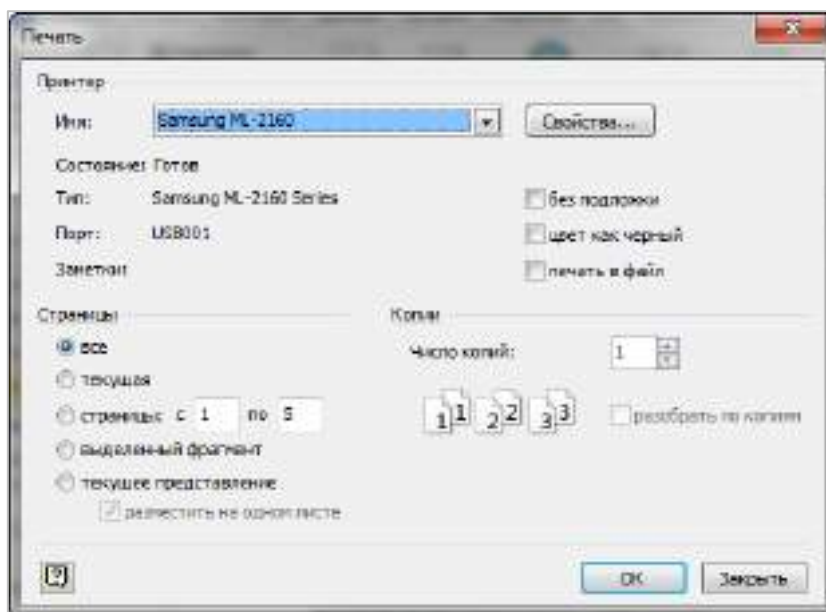 Печать
Принтер
Имя: Samsung ML-2160 Свойства...
Состояние: Готов
Тип: Samsung ML-2160 Series
без подложки
Порт: USB001
цвет как черный
Заметки:
печать в файл
Страницы
Копии
все
Число копий: 1
текущая
страницы: с 1 по 5
1 1 2 2 3 3
разобрать по копиям
выделенный фрагмент
текущее представление
разместить на одном листе
OK Закрыть